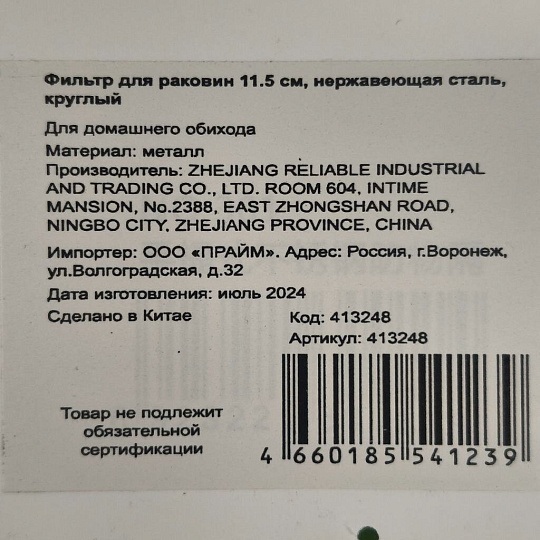 Фильтр для раковин 11.5 см, нержавеющая сталь,
круглый
Для домашнего обихода
Материал: металл
Производитель: ZHEJIANG RELIABLE INDUSTRIAL
AND TRADING CO., LTD. ROOM 604, INTIME
MANSION, No.2388, EAST ZHONGSHAN ROAD,
NINGBO CITY, ZHEJIANG PROVINCE, CHINA
Импортер: ООО «ПРАЙМ». Адрес: Россия, г.Воронеж,
ул.Волгоградская, д.32
Дата изготовления: июль 2024
Сделано в Китае
Код: 413248
Артикул: 413248
Товар не подлежит
обязательной
сертификации
4 660185 541239